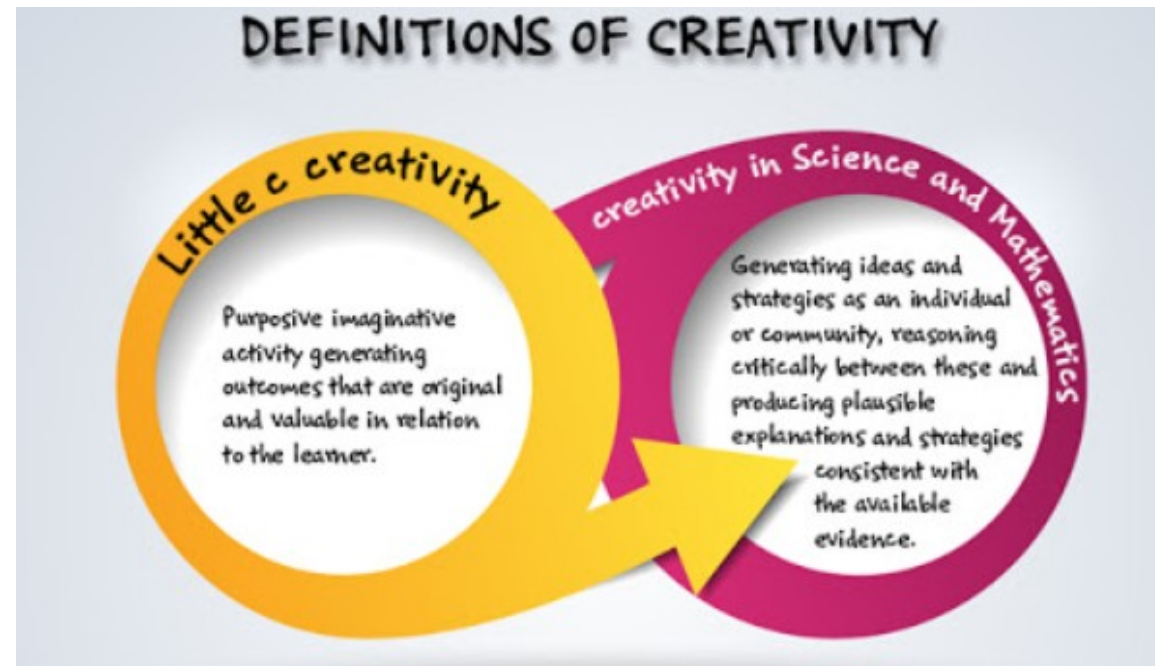 DEFINITIONS OF CREATIVITY
Little c creativity
Purposive imaginative
activity generating
outcomes that are original
and valuable in relation
to the learner.
creativity in Science and Mathematics
Generating ideas and
strategies as an individual
or community, reasoning
critically between these and
producing plausible
explanations and strategies
consistent with
the available
evidence.